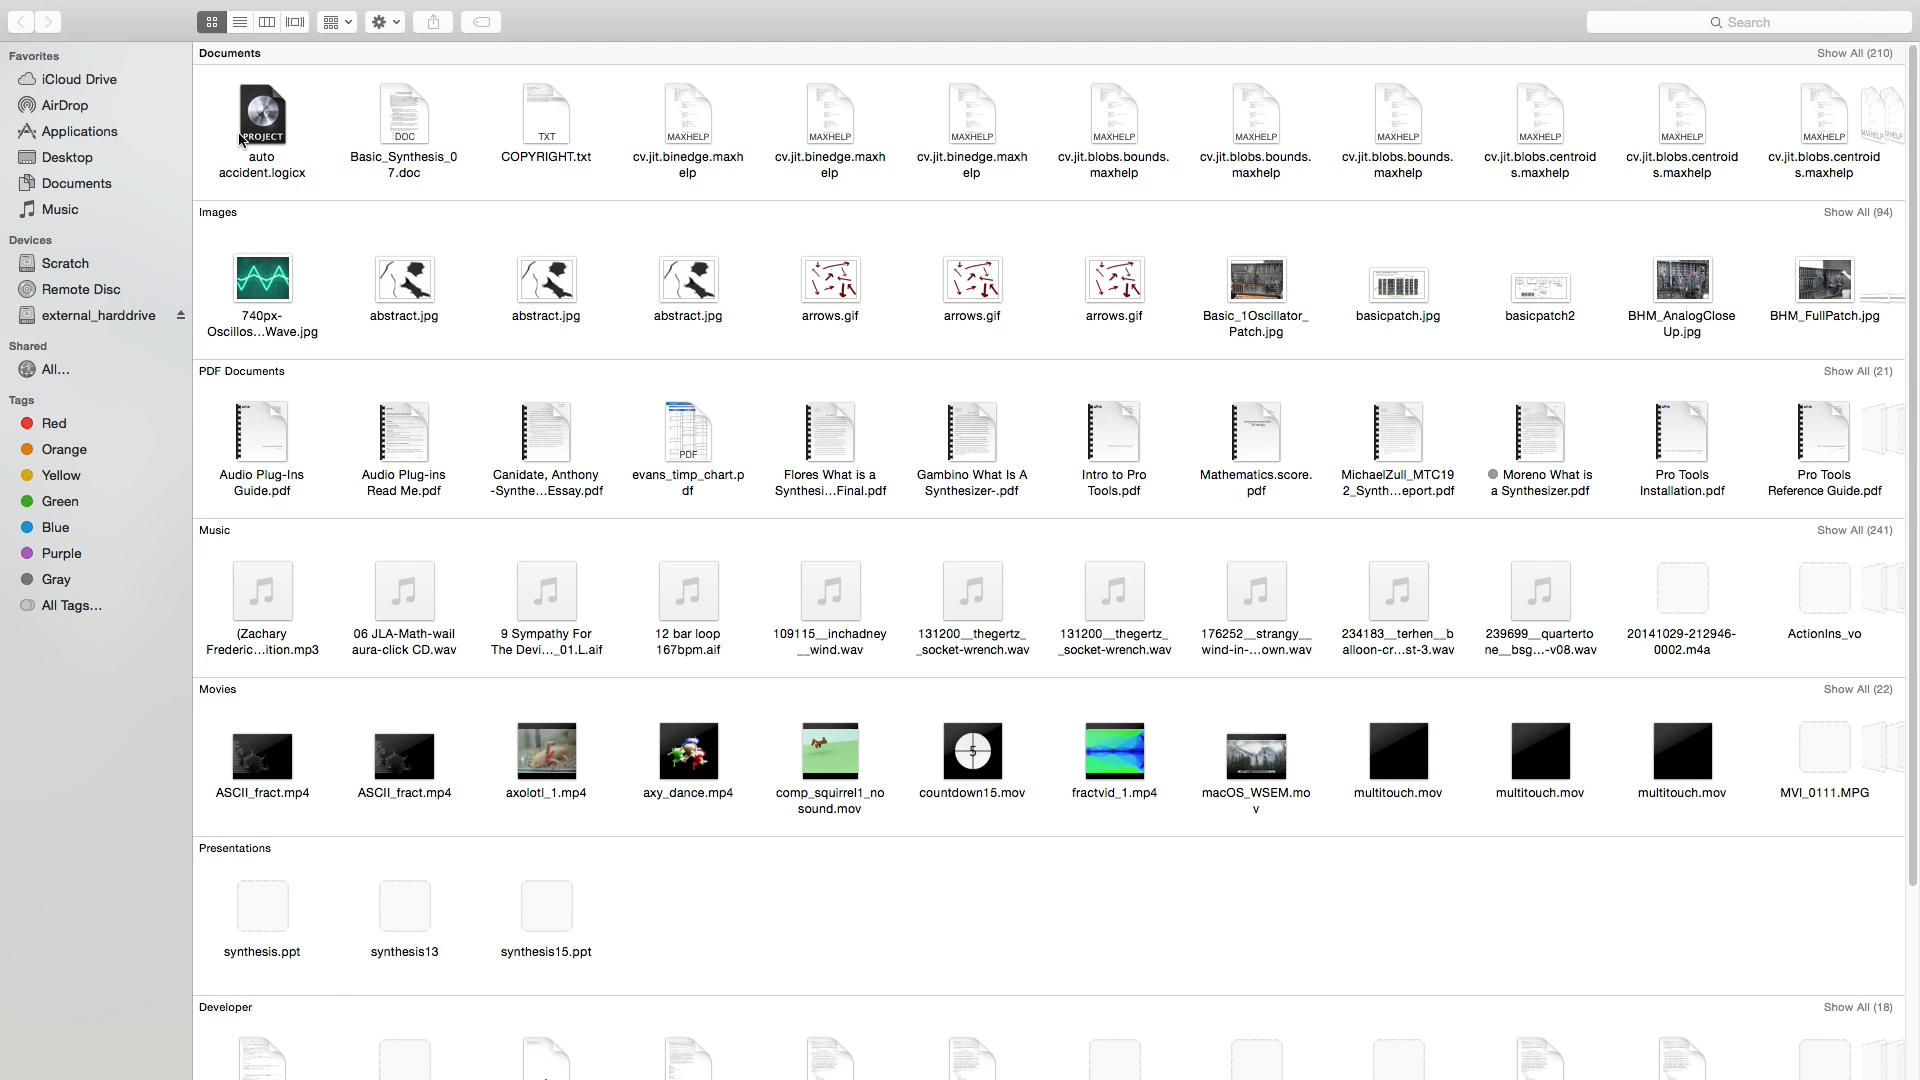 Search
Favorites
iCloud Drive
AirDrop
Applications
Desktop
Documents
Music
Devices
Scratch
Remote Disc
external_harddrive
Shared
All...
Tags
Red
Orange
Yellow
Green
Blue
Purple
Gray
All Tags...
Documents
Show All (210)
PROJECT
auto
accident.logicx
DOC
Basic_Synthesis_0
7.doc
TXT
COPYRIGHT.txt
MAXHELP
cv.jit.binedge.maxh
elp
MAXHELP
cv.jit.binedge.maxh
elp
MAXHELP
cv.jit.binedge.maxh
elp
MAXHELP
cv.jit.blobs.bounds.
maxhelp
MAXHELP
cv.jit.blobs.bounds.
maxhelp
MAXHELP
cv.jit.blobs.bounds.
maxhelp
MAXHELP
cv.jit.blobs.centroid
s.maxhelp
MAXHELP
cv.jit.blobs.centroid
s.maxhelp
MAXHELP
cv.jit.blobs.centroid
s.maxhelp
Images
Show All (94)
740px-
Oscillos...Wave.jpg
abstract.jpg
abstract.jpg
abstract.jpg
arrows.gif
arrows.gif
arrows.gif
Basic_1Oscillator_
Patch.jpg
basicpatch.jpg
basicpatch2
BHM_AnalogClose
Up.jpg
BHM_FullPatch.jpg
PDF Documents
Show All (21)
Audio Plug-Ins
Guide.pdf
Audio Plug-ins
Read Me.pdf
Canidate, Anthony
-Synthe...Essay.pdf
PDF
evans_timp_chart.p
df
Flores What is a
Synthesi...Final.pdf
Gambino What Is A
Synthesizer-.pdf
Intro to Pro
Tools.pdf
Mathematics.score.
pdf
MichaelZull_MTC19
2_Synth...eport.pdf
Moreno What is
a Synthesizer.pdf
Pro Tools
Installation.pdf
Pro Tools
Reference Guide.pdf
Music
Show All (241)
(Zachary
Frederic...ition.mp3
06 JLA-Math-wail
aura-click CD.wav
9 Sympathy For
The Devi..._01.L.aif
12 bar loop
167bpm.aif
109115__inchadney
__wind.wav
131200__thegertz_
_socket-wrench.wav
131200__thegertz_
_socket-wrench.wav
176252__strangy__
wind-in-...own.wav
234183__terhen__b
alloon-cr...st-3.wav
239699__quarterto
ne__bsg...-v08.wav
20141029-212946-
0002.m4a
ActionIns_vo
Movies
Show All (22)
ASCII_fract.mp4
ASCII_fract.mp4
axolotl_1.mp4
axy_dance.mp4
comp_squirrel1_no
sound.mov
5
countdown15.mov
fractvid_1.mp4
macOS_WSEM.mo
v
multitouch.mov
multitouch.mov
multitouch.mov
MVI_0111.MPG
Presentations
synthesis.ppt
synthesis13
synthesis15.ppt
Developer
Show All (18)